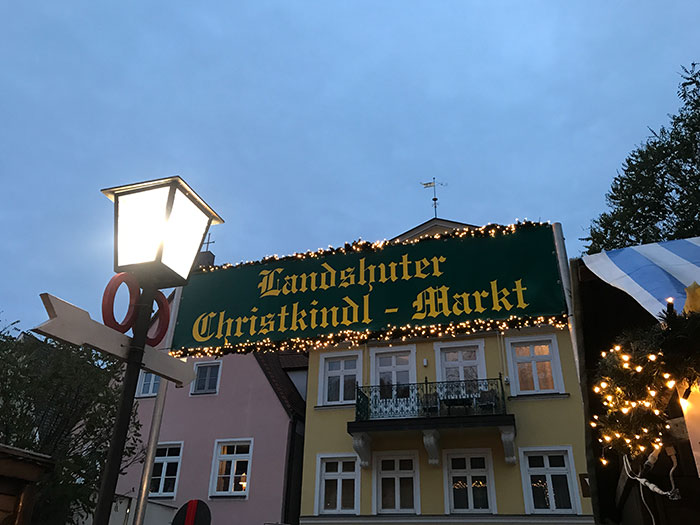 Landshuter
Christkindl - Markt